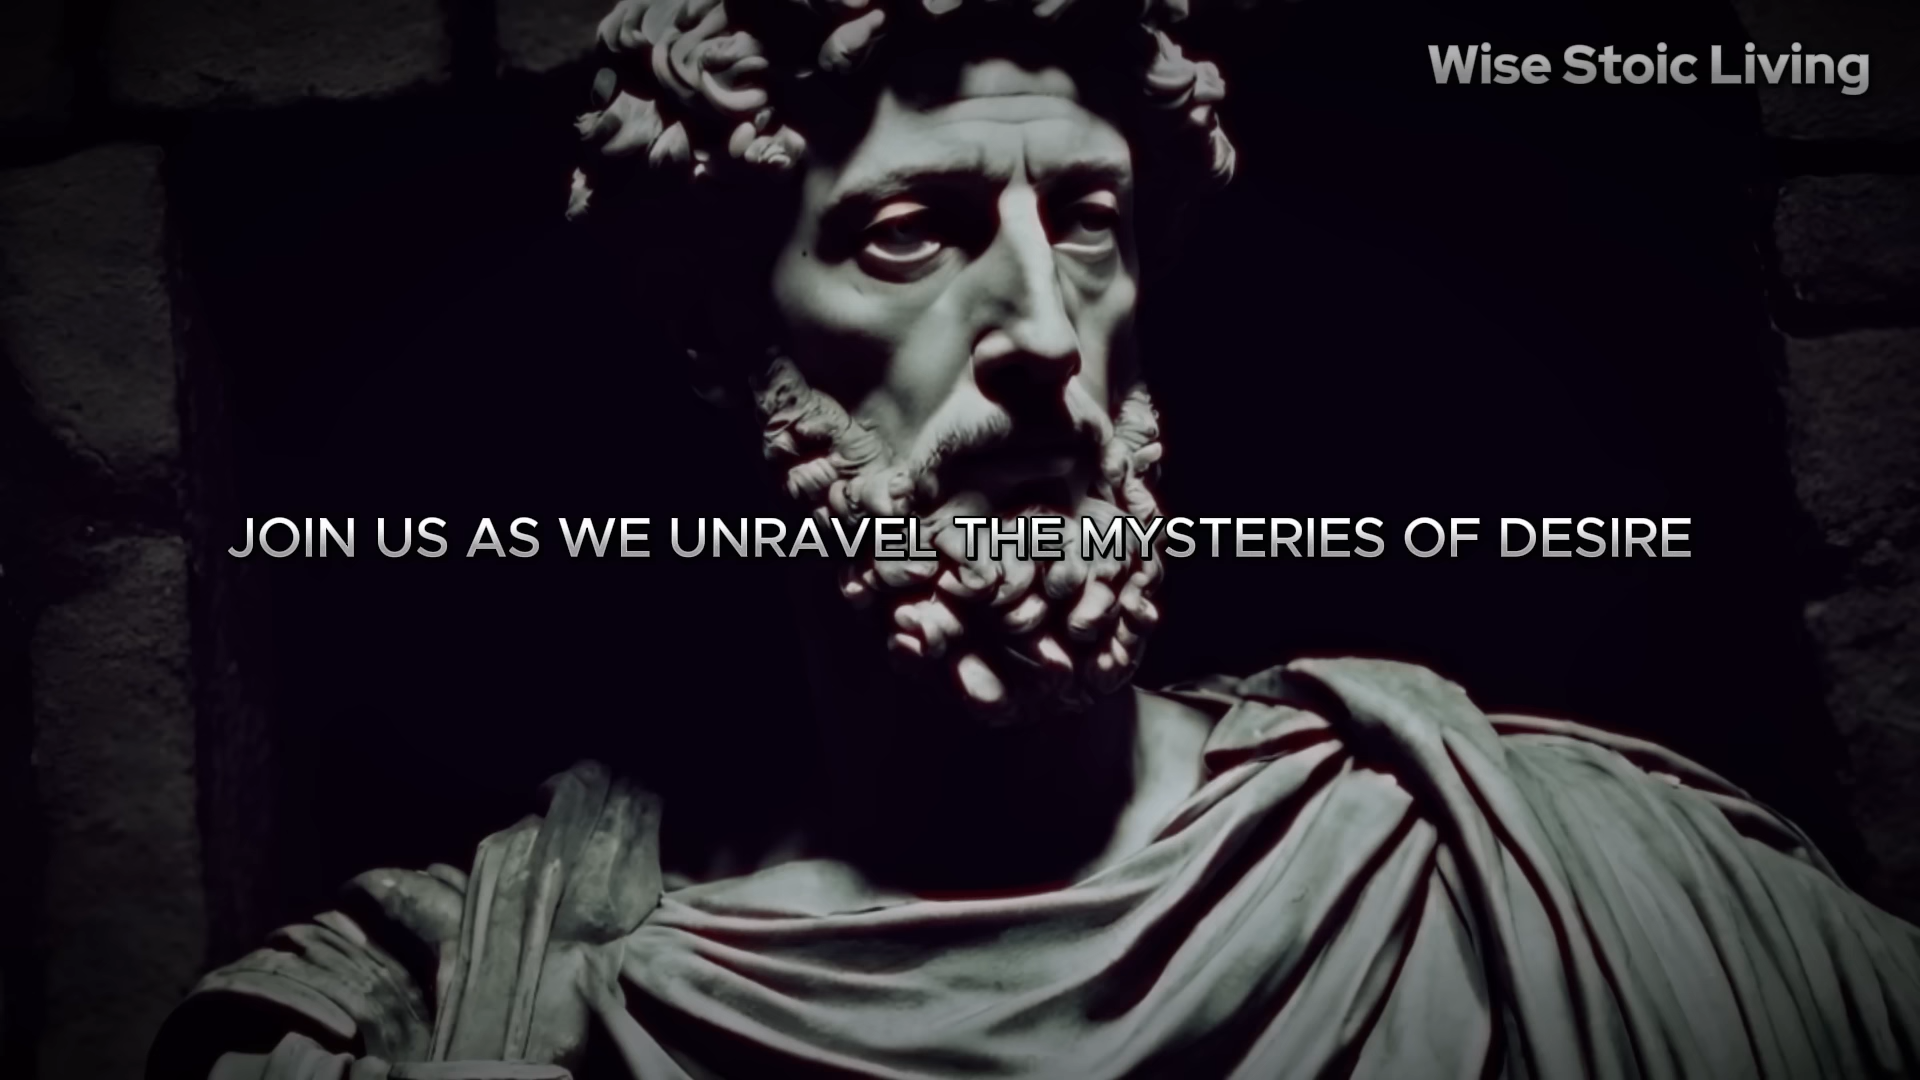 Wise Stoic Living
JOIN US AS WE UNRAVEL THE MYSTERIES OF DESIRE